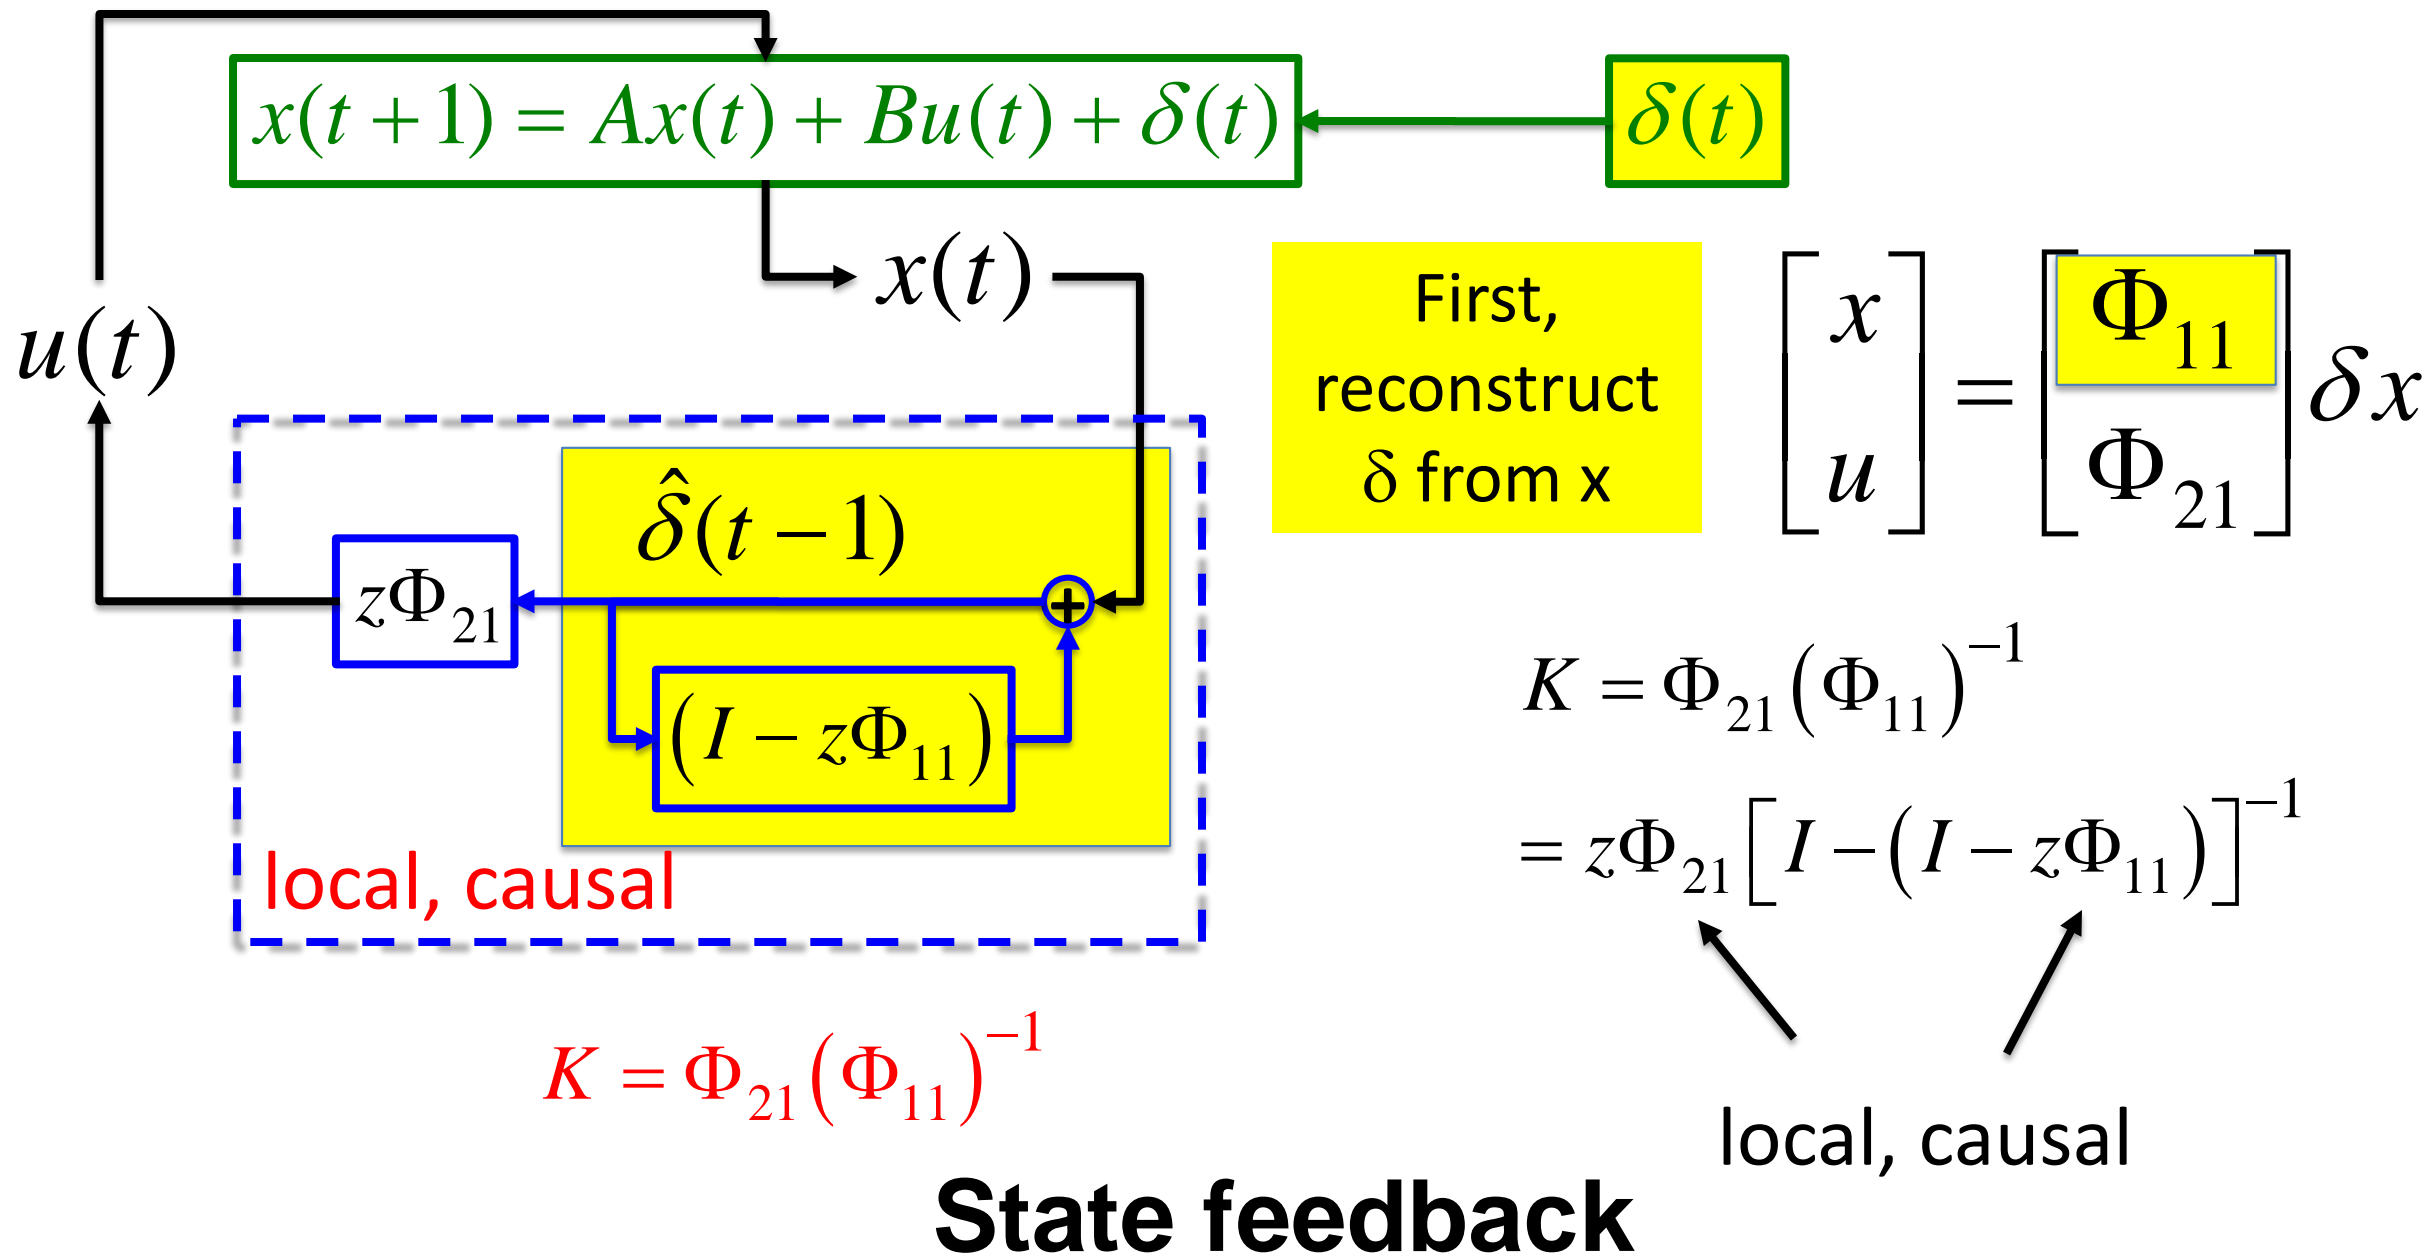 x(t + 1) = Ax(t) + Bu(t) + δ(t)
δ(t)
x(t)
u(t)
First,
reconstruct
δ from x
[x u] = [Φ₁₁ Φ₂₁] δx
δ̂(t − 1)
zΦ₂₁
+
(I − zΦ₁₁)
local, causal
K = Φ₂₁(Φ₁₁)⁻¹
= zΦ₂₁[I − (I − zΦ₁₁)]⁻¹
K = Φ₂₁(Φ₁₁)⁻¹
local, causal
State feedback